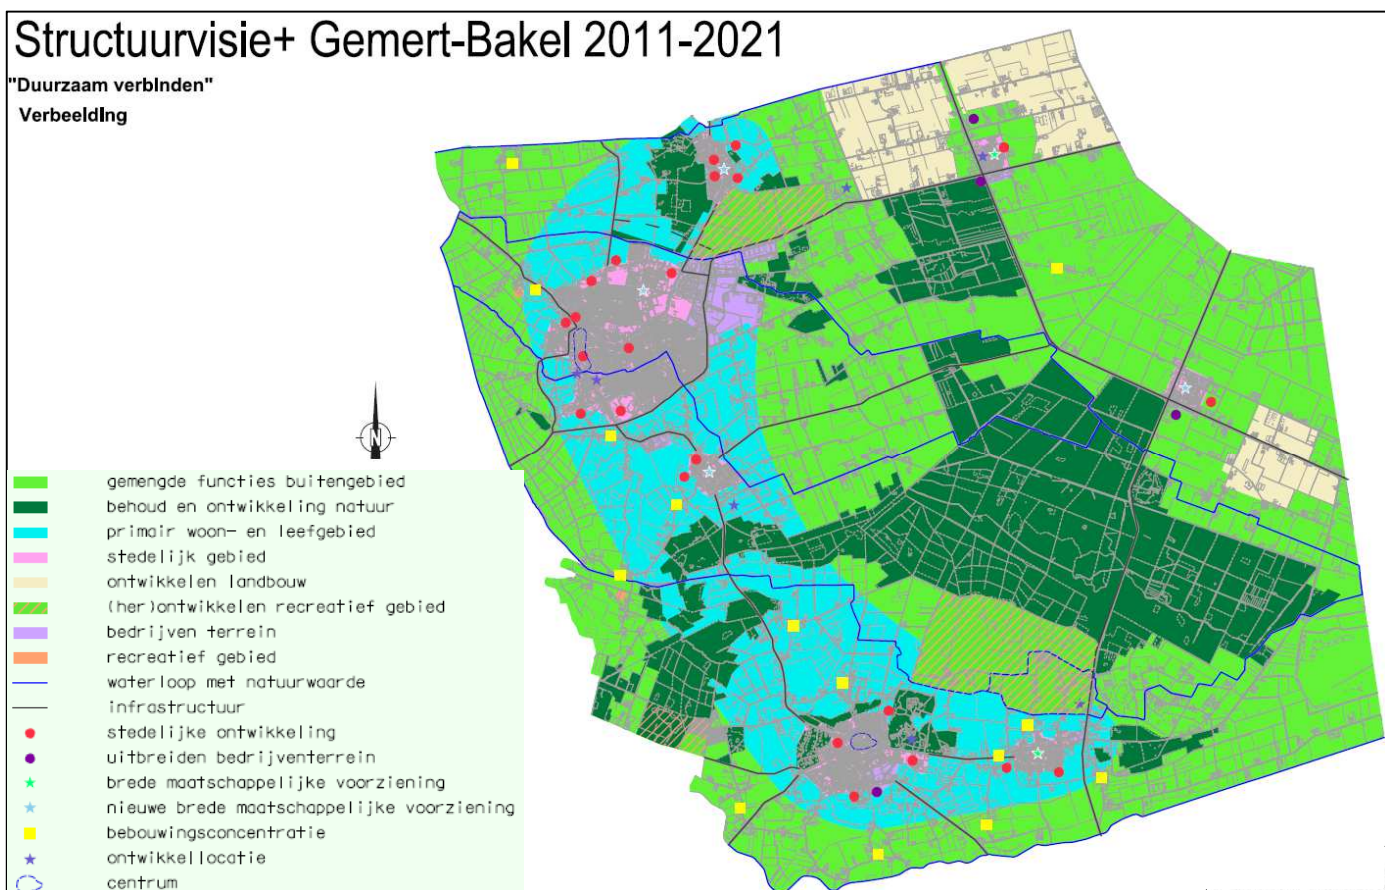 Structuurvisie+ Gemert-Bakel 2011-2021
"Duurzaam verbinden"
Verbeelding
N
gemengde functies buitengebied
behoud en ontwikkeling natuur
primair woon- en leefgebied
stedelijk gebied
ontwikkelen landbouw
(her)ontwikkelen recreatief gebied
bedrijven terrein
recreatief gebied
waterloop met natuurwaarde
infrastructuur
stedelijke ontwikkeling
uitbreiden bedrijventerrein
brede maatschappelijke voorziening
nieuwe brede maatschappelijke voorziening
bebouwingsconcentratie
ontwikkellocatie
centrum